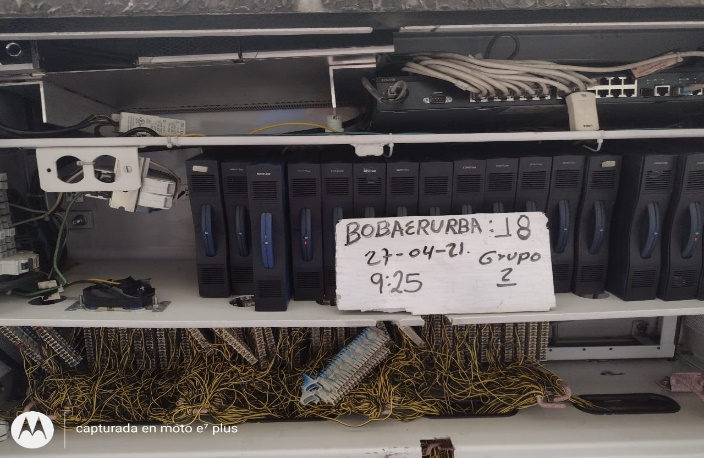 BOBAERURBA: 18
27-04-21. Grupo
9:25 2
capturada en moto e⁷ plus